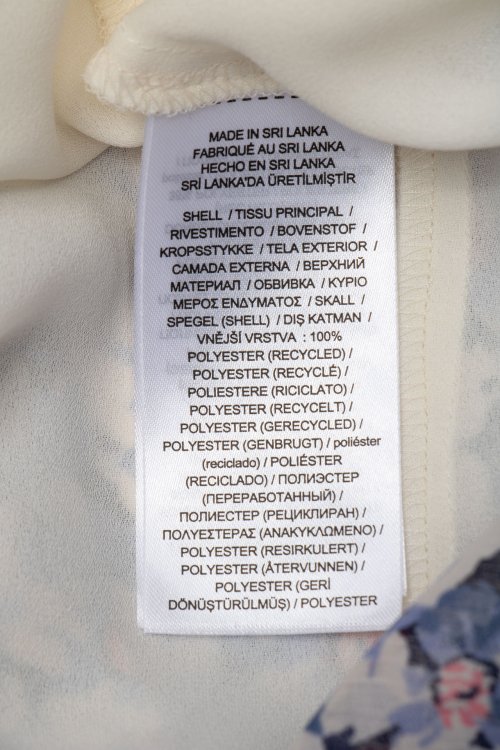 MADE IN SRI LANKA
FABRIQUÉ AU SRI LANKA
HECHO EN SRI LANKA
SRİ LANKA'DA ÜRETİLMİŞTİR
SHELL / TISSU PRINCIPAL /
RIVESTIMENTO / BOVENSTOF /
KROPSSTYKKE / TELA EXTERIOR /
CAMADA EXTERNA / ВЕРХНИЙ
МАТЕРИАЛ / ОБВИВКА / ΚΥΡΙΟ
ΜΕΡΟΣ ΕΝΔΥΜΑΤΟΣ / SKALL /
SPEGEL (SHELL) / DIŞ KATMAN /
VNĚJŠÍ VRSTVA : 100%
POLYESTER (RECYCLED) /
POLYESTER (RECYCLÉ) /
POLIESTERE (RICICLATO) /
POLYESTER (RECYCELT) /
POLYESTER (GERECYCLED) /
POLYESTER (GENBRUGT) / poliéster
(reciclado) / POLIÉSTER
(RECICLADO) / ПОЛИЭСТЕР
(ПЕРЕРАБОТАННЫЙ) /
ПОЛИЕСТЕР (РЕЦИКЛИРАН) /
ΠΟΛΥΕΣΤΕΡΑΣ (ΑΝΑΚΥΚΛΩΜΕΝΟ) /
POLYESTER (RESIRKULERT) /
POLYESTER (ÅTERVUNNEN) /
POLYESTER (GERİ
DÖNÜŞTÜRÜLMÜŞ) / POLYESTER